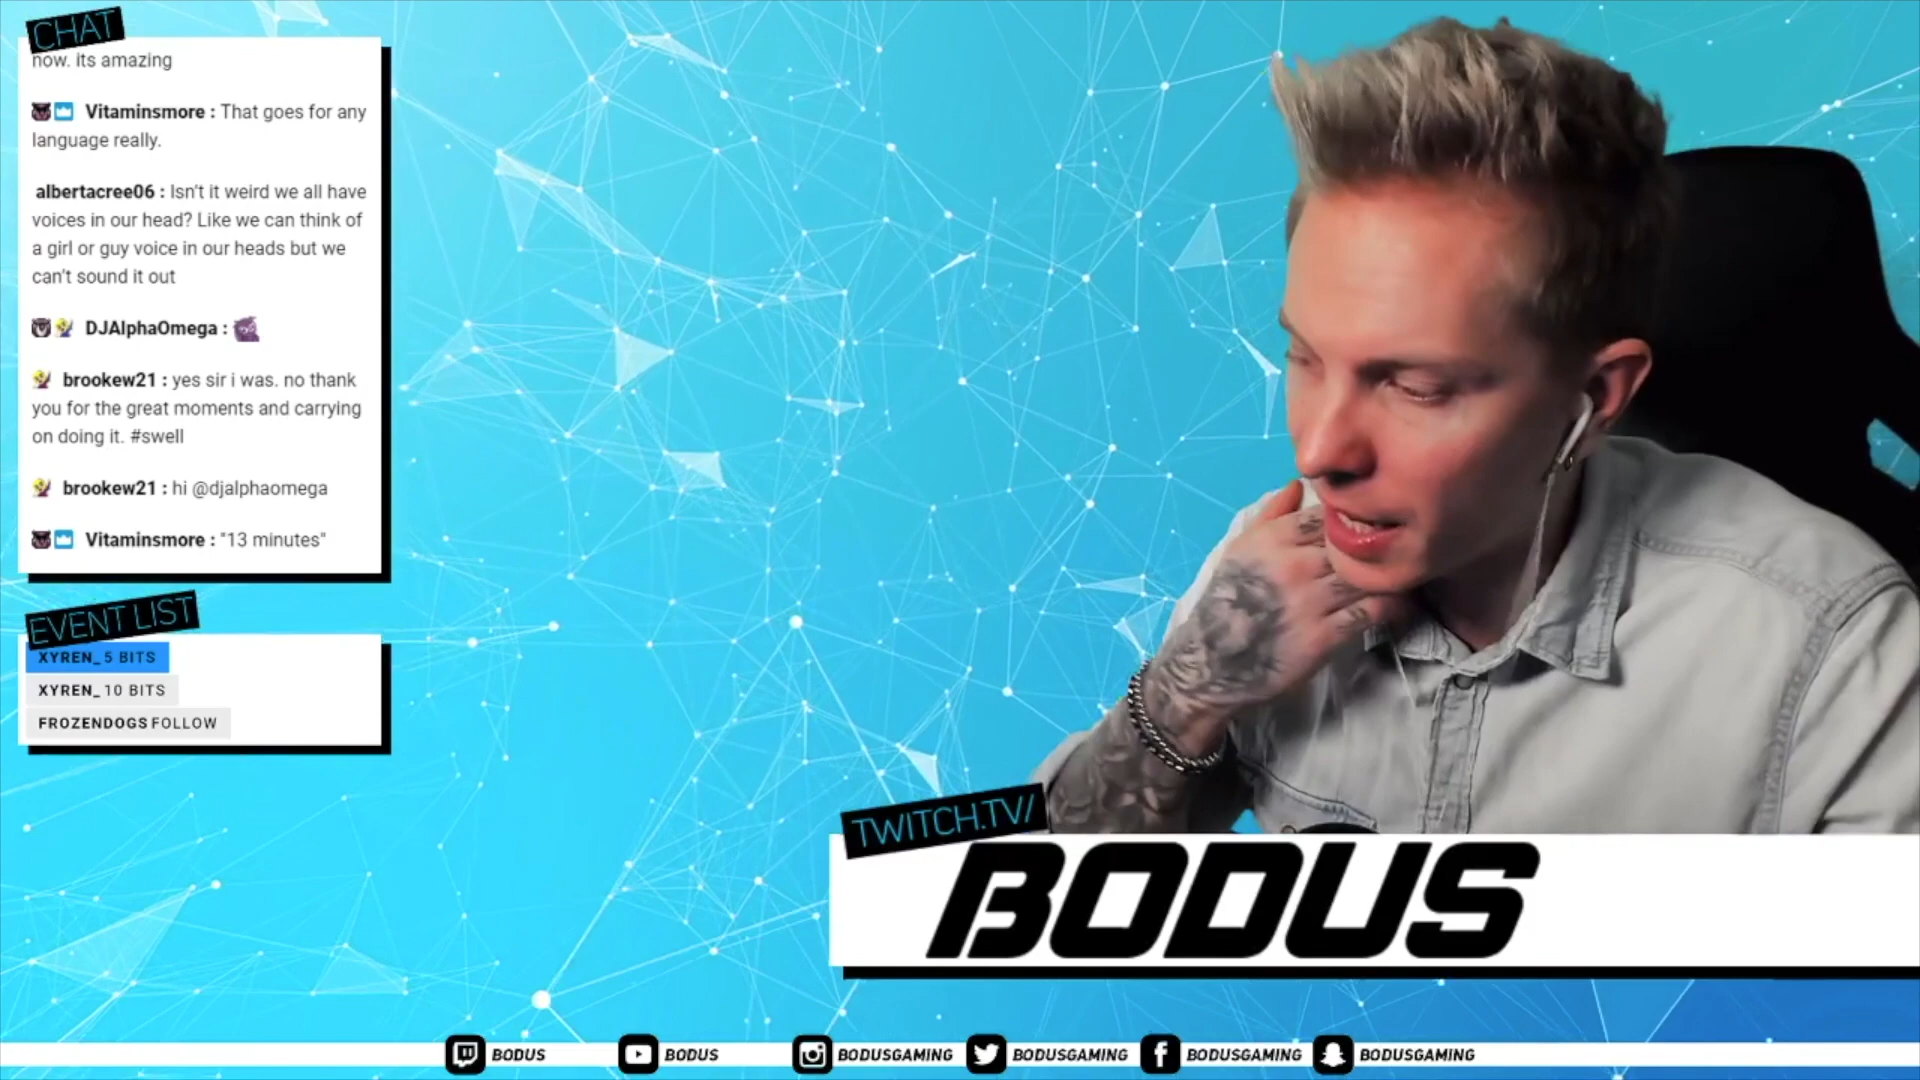 CHAT
now. its amazing
Vitaminsmore : That goes for any
language really.
albertacree06 : Isn't it weird we all have
voices in our head? Like we can think of
a girl or guy voice in our heads but we
can't sound it out
DJAlphaOmega :
brookew21 : yes sir i was. no thank
you for the great moments and carrying
on doing it. #swell
brookew21 : hi @djalphaomega
Vitaminsmore : "13 minutes"
EVENT LIST
XYREN_ 5 BITS
XYREN_ 10 BITS
FROZENDOGS FOLLOW
TWITCH.TV/
BODUS
BODUS BODUS BODUSGAMING BODUSGAMING BODUSGAMING BODUSGAMING